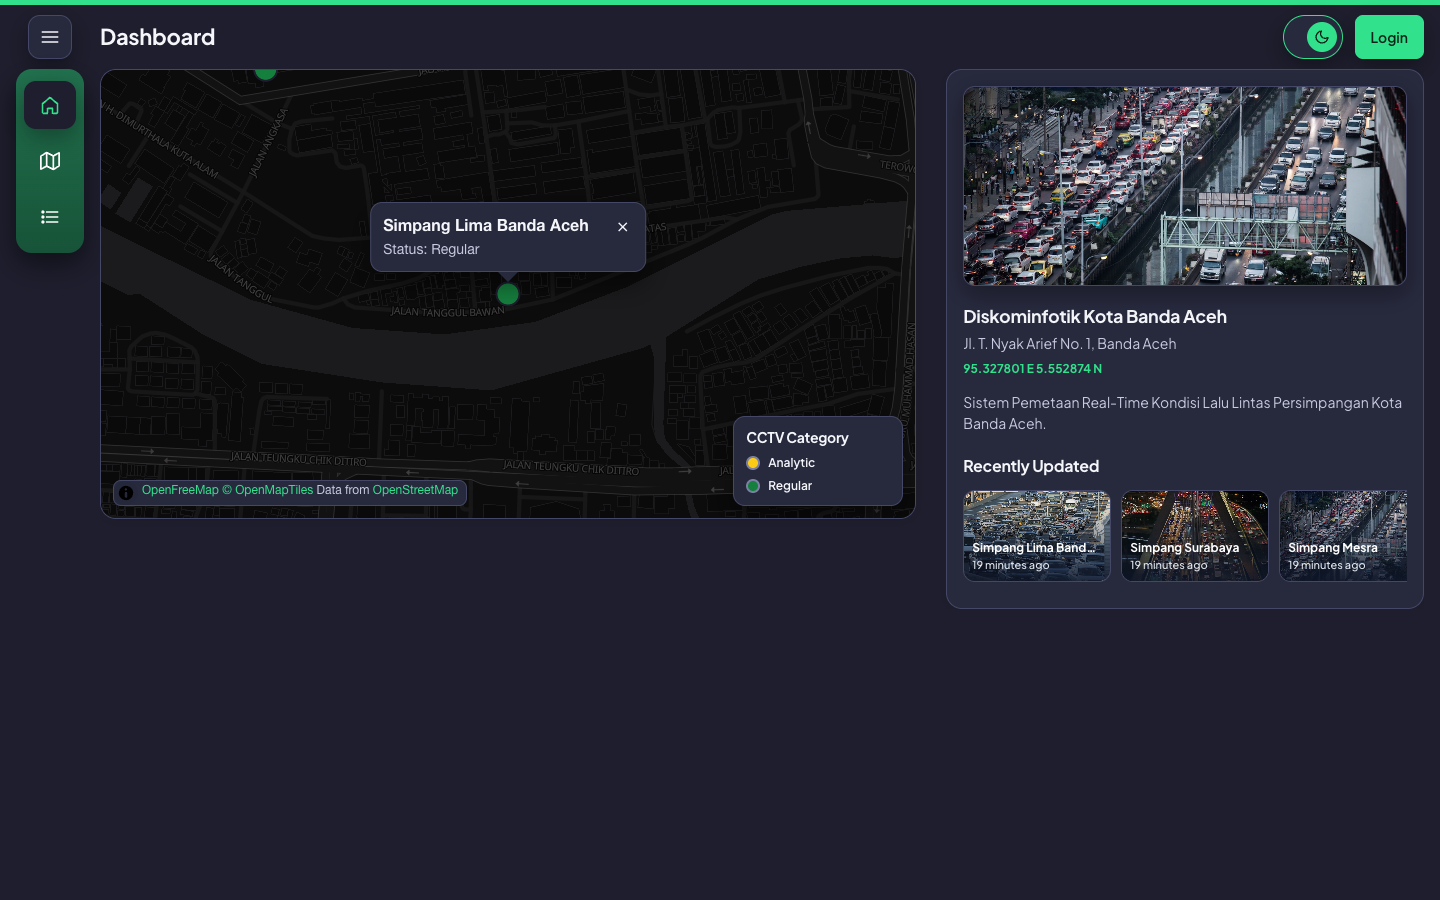 Dashboard
Login
JALAN ANGKASA
TEROW
Simpang Lima Banda Aceh
Status: Regular
ATAS
JALAN TANGGUL
JALAN TANGGUL BAWAN
JALAN TEUNGKU CHIK DITIRO
JALAN TEUNGKU CHIK DITIRO
JAL
OpenFreeMap © OpenMapTiles Data from OpenStreetMap
CCTV Category
Analytic
Regular
Diskominfotik Kota Banda Aceh
Jl. T. Nyak Arief No. 1, Banda Aceh
95.327801 E 5.552874 N
Sistem Pemetaan Real-Time Kondisi Lalu Lintas Persimpangan Kota
Banda Aceh.
Recently Updated
Simpang Lima Band...
19 minutes ago
Simpang Surabaya
19 minutes ago
Simpang Mesra
19 minutes ago